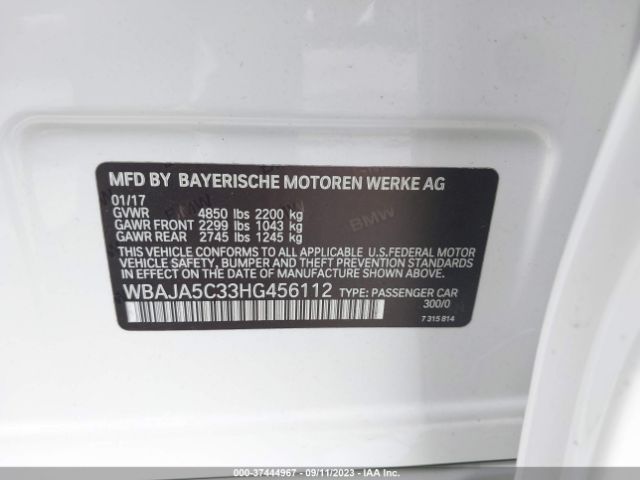 MFD BY BAYERISCHE MOTOREN WERKE AG
01/17
GVWR 4850 lbs 2200 kg
GAWR FRONT 2299 lbs 1043 kg
GAWR REAR 2745 lbs 1245 kg
THIS VEHICLE CONFORMS TO ALL APPLICABLE U.S.FEDERAL MOTOR
VEHICLE SAFETY, BUMPER AND THEFT PREVENTION STANDARDS
IN EFFECT ON THE DATE OF MANUFACTURE SHOWN ABOVE.
WBAJA5C33HG456112 TYPE: PASSENGER CAR
300/0
7 315 814
BMW
BMW
000-37444967 - 09/11/2023 - IAA Inc.